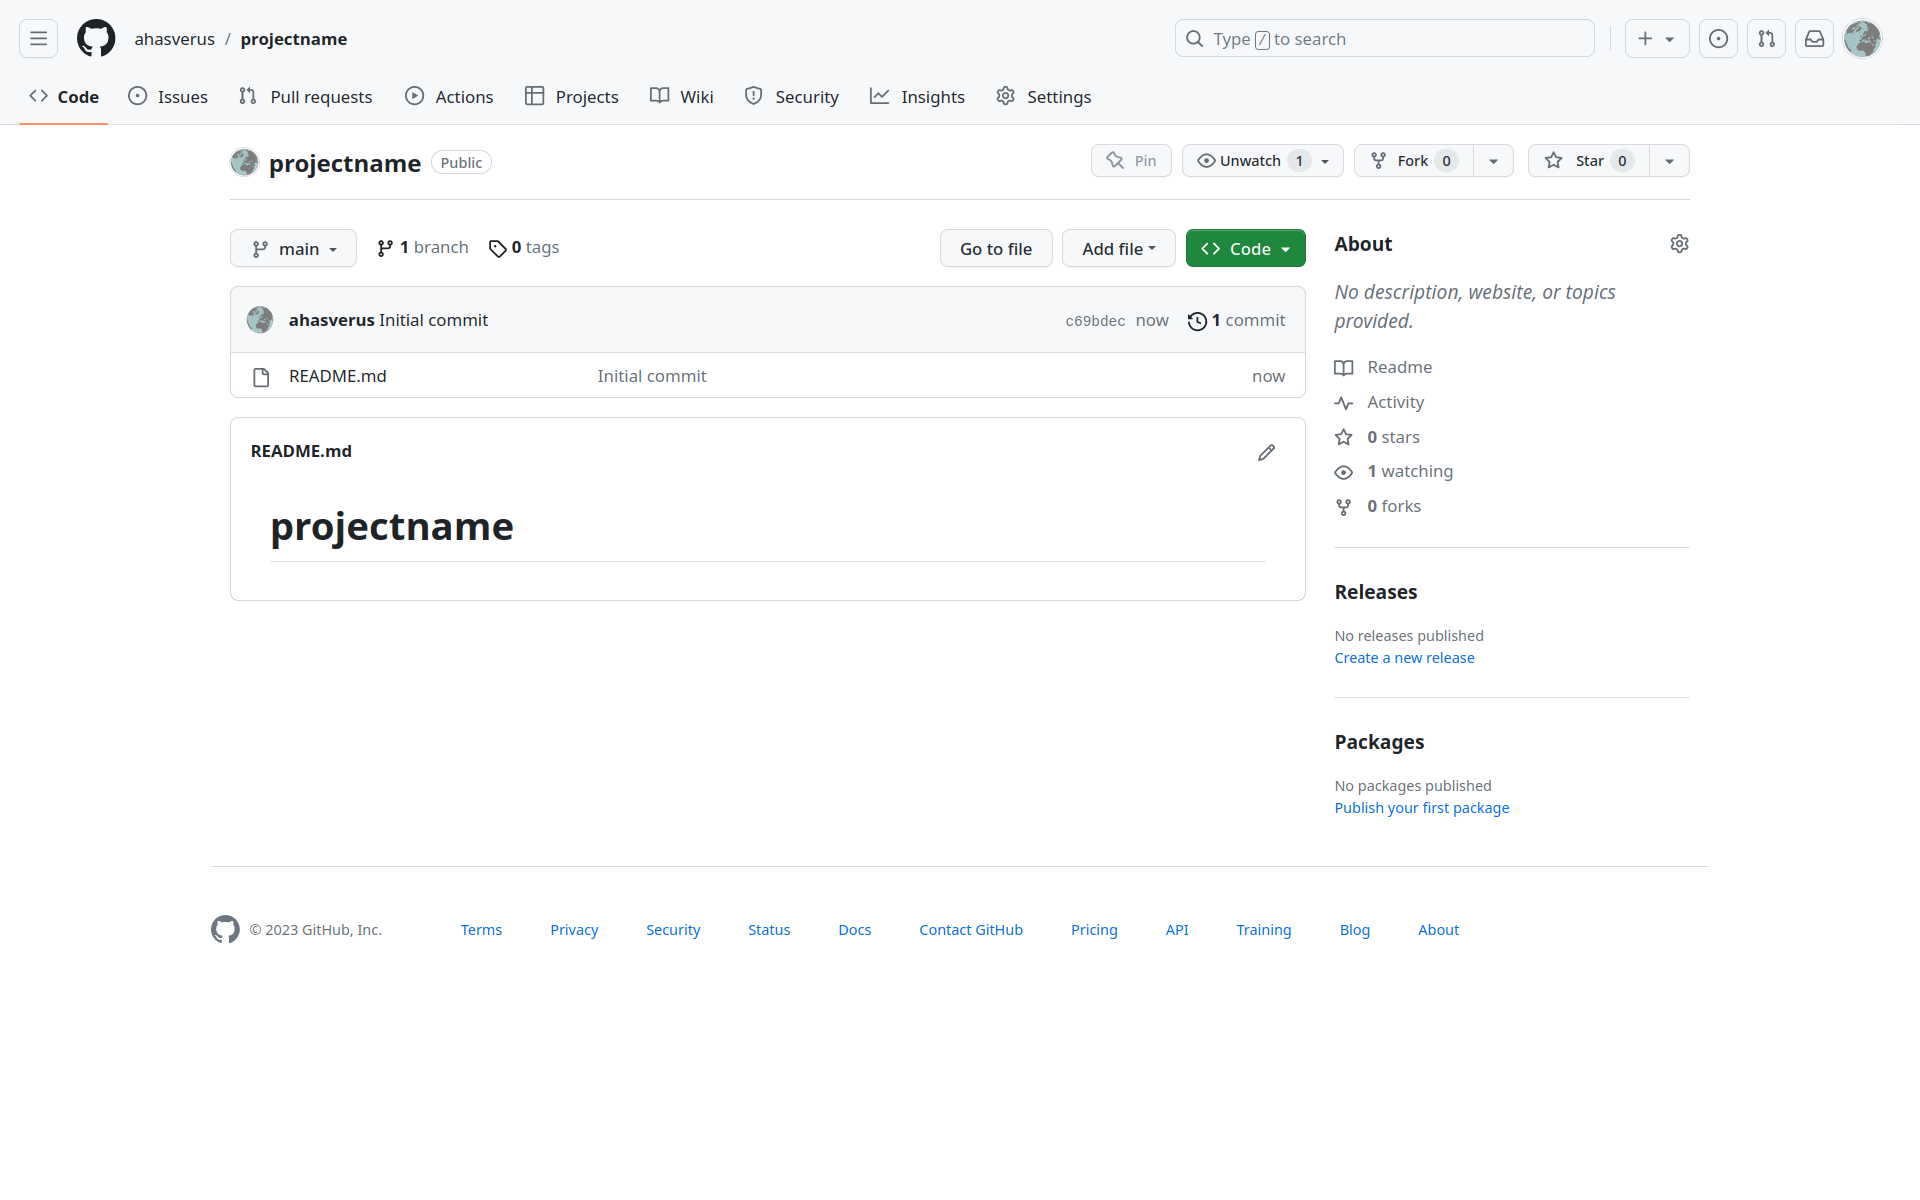 ahasverus / projectname
Type / to search
Code Issues Pull requests Actions Projects Wiki Security Insights Settings
projectname Public
Pin Unwatch 1 Fork 0 Star 0
main 1 branch 0 tags
Go to file Add file Code
ahasverus Initial commit c69bdec now 1 commit
README.md Initial commit now
README.md
projectname
About
No description, website, or topics
provided.
Readme
Activity
0 stars
1 watching
0 forks
Releases
No releases published
Create a new release
Packages
No packages published
Publish your first package
© 2023 GitHub, Inc. Terms Privacy Security Status Docs Contact GitHub Pricing API Training Blog About